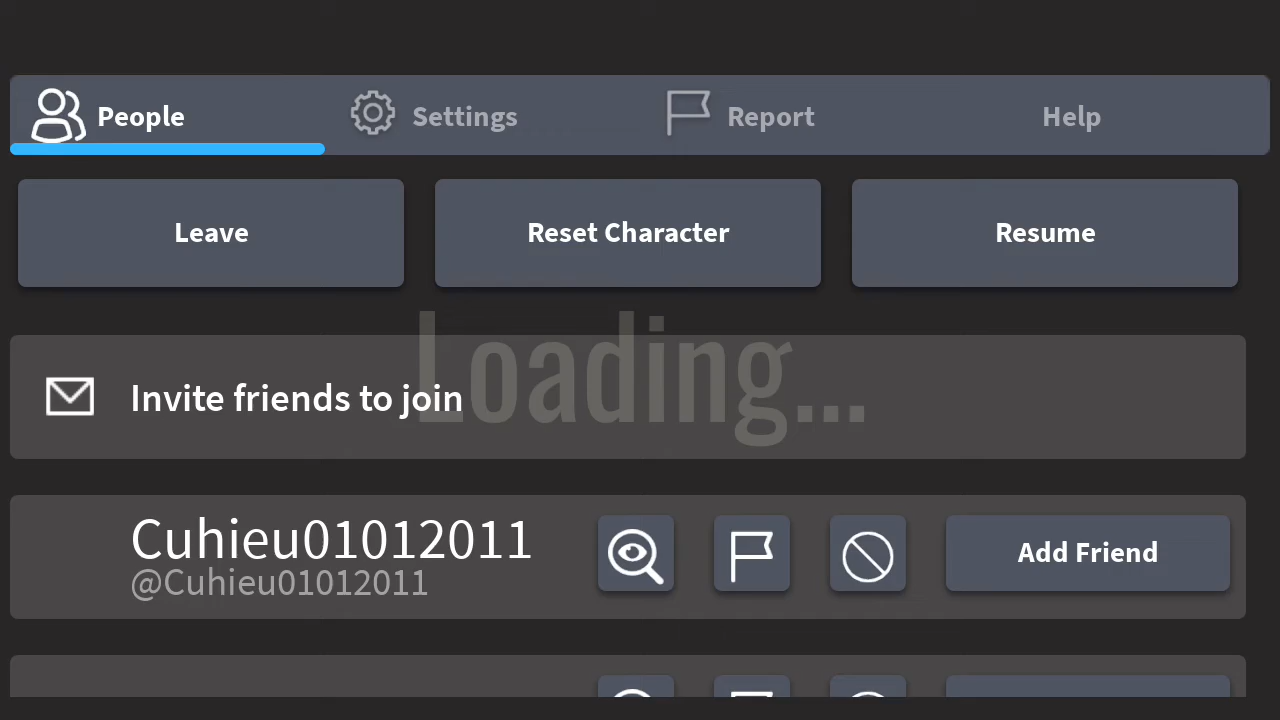 People
Settings
Report
Help
Leave
Reset Character
Resume
Loading...
Invite friends to join
Cuhieu01012011
@Cuhieu01012011
Add Friend